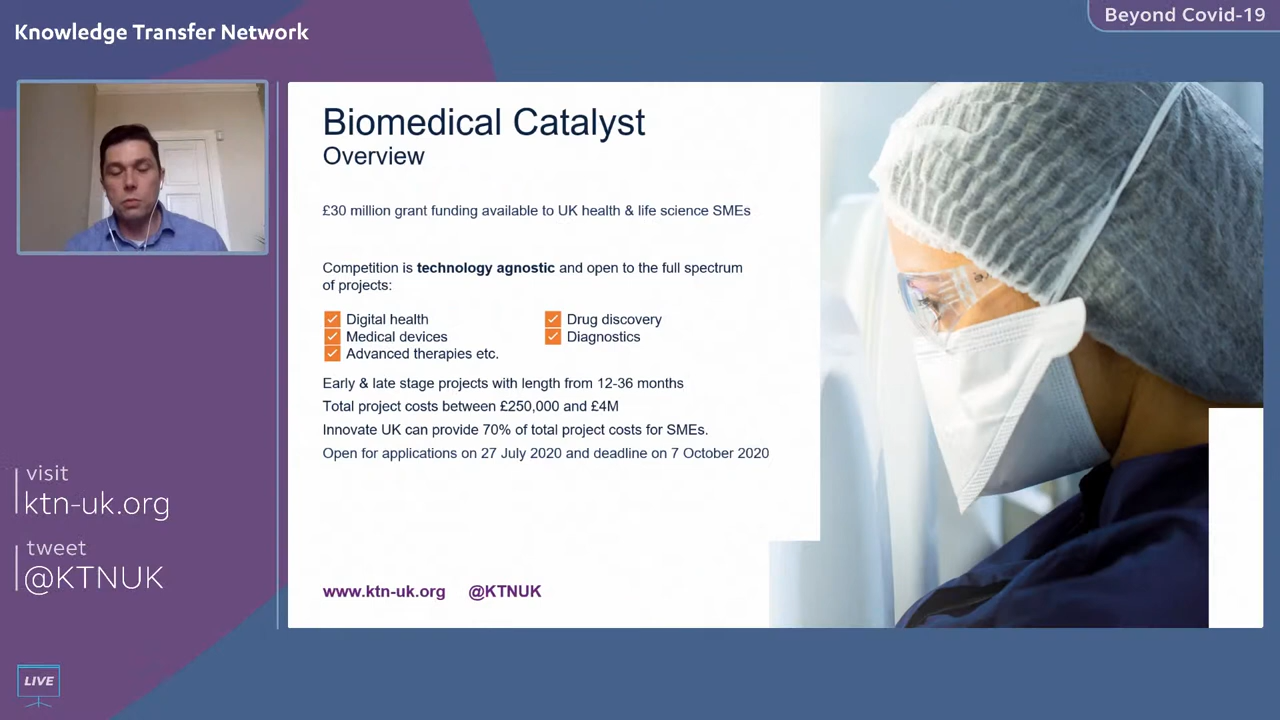 Knowledge Transfer Network
Beyond Covid-19
Biomedical Catalyst
Overview
£30 million grant funding available to UK health & life science SMEs
Competition is technology agnostic and open to the full spectrum
of projects:
Digital health
Medical devices
Advanced therapies etc.
Drug discovery
Diagnostics
Early & late stage projects with length from 12-36 months
Total project costs between £250,000 and £4M
Innovate UK can provide 70% of total project costs for SMEs.
Open for applications on 27 July 2020 and deadline on 7 October 2020
www.ktn-uk.org @KTNUK
visit
ktn-uk.org
tweet
@KTNUK
LIVE